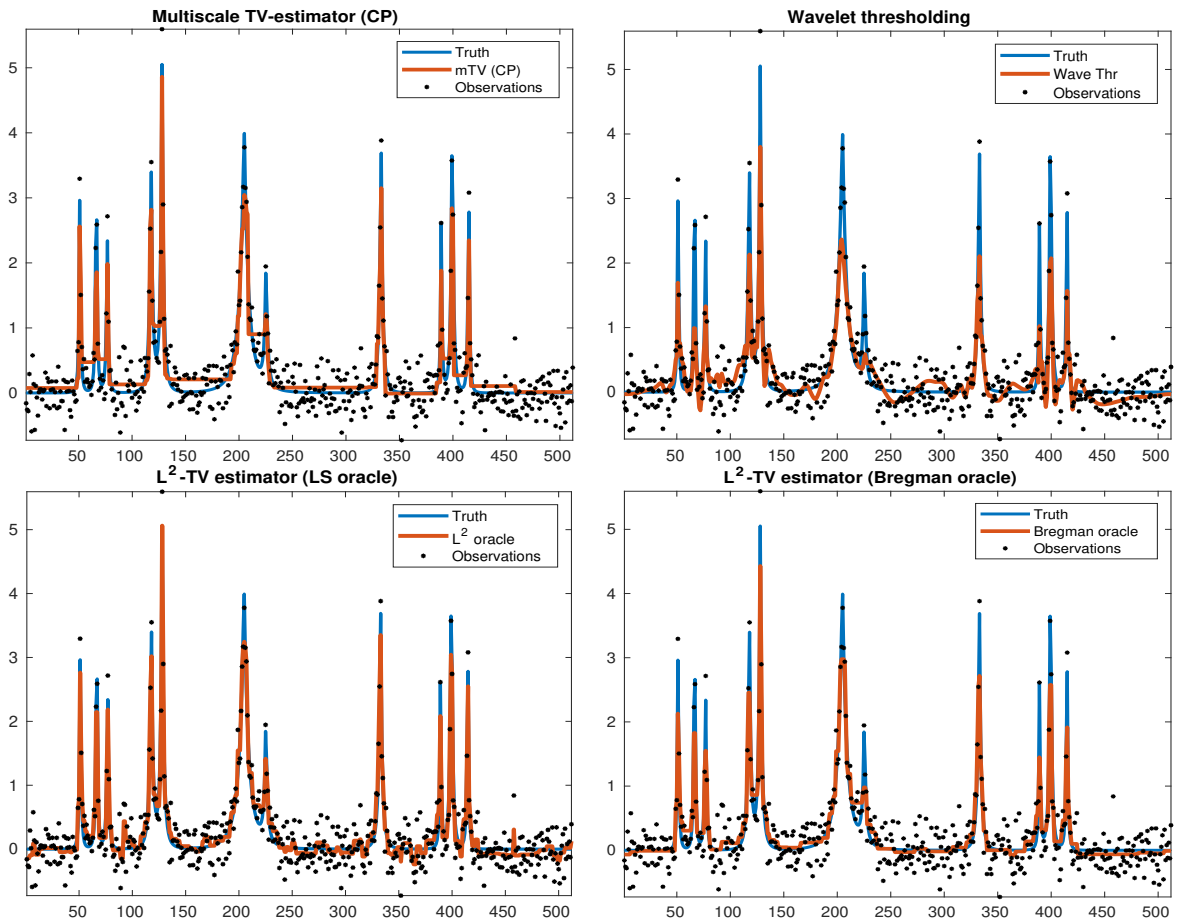 Multiscale TV-estimator (CP)
Truth
mTV (CP)
Observations
5
4
3
2
1
0
50 100 150 200 250 300 350 400 450 500
Wavelet thresholding
Truth
Wave Thr
Observations
5
4
3
2
1
0
50 100 150 200 250 300 350 400 450 500
L²-TV estimator (LS oracle)
Truth
L² oracle
Observations
5
4
3
2
1
0
50 100 150 200 250 300 350 400 450 500
L²-TV estimator (Bregman oracle)
Truth
Bregman oracle
Observations
5
4
3
2
1
0
50 100 150 200 250 300 350 400 450 500